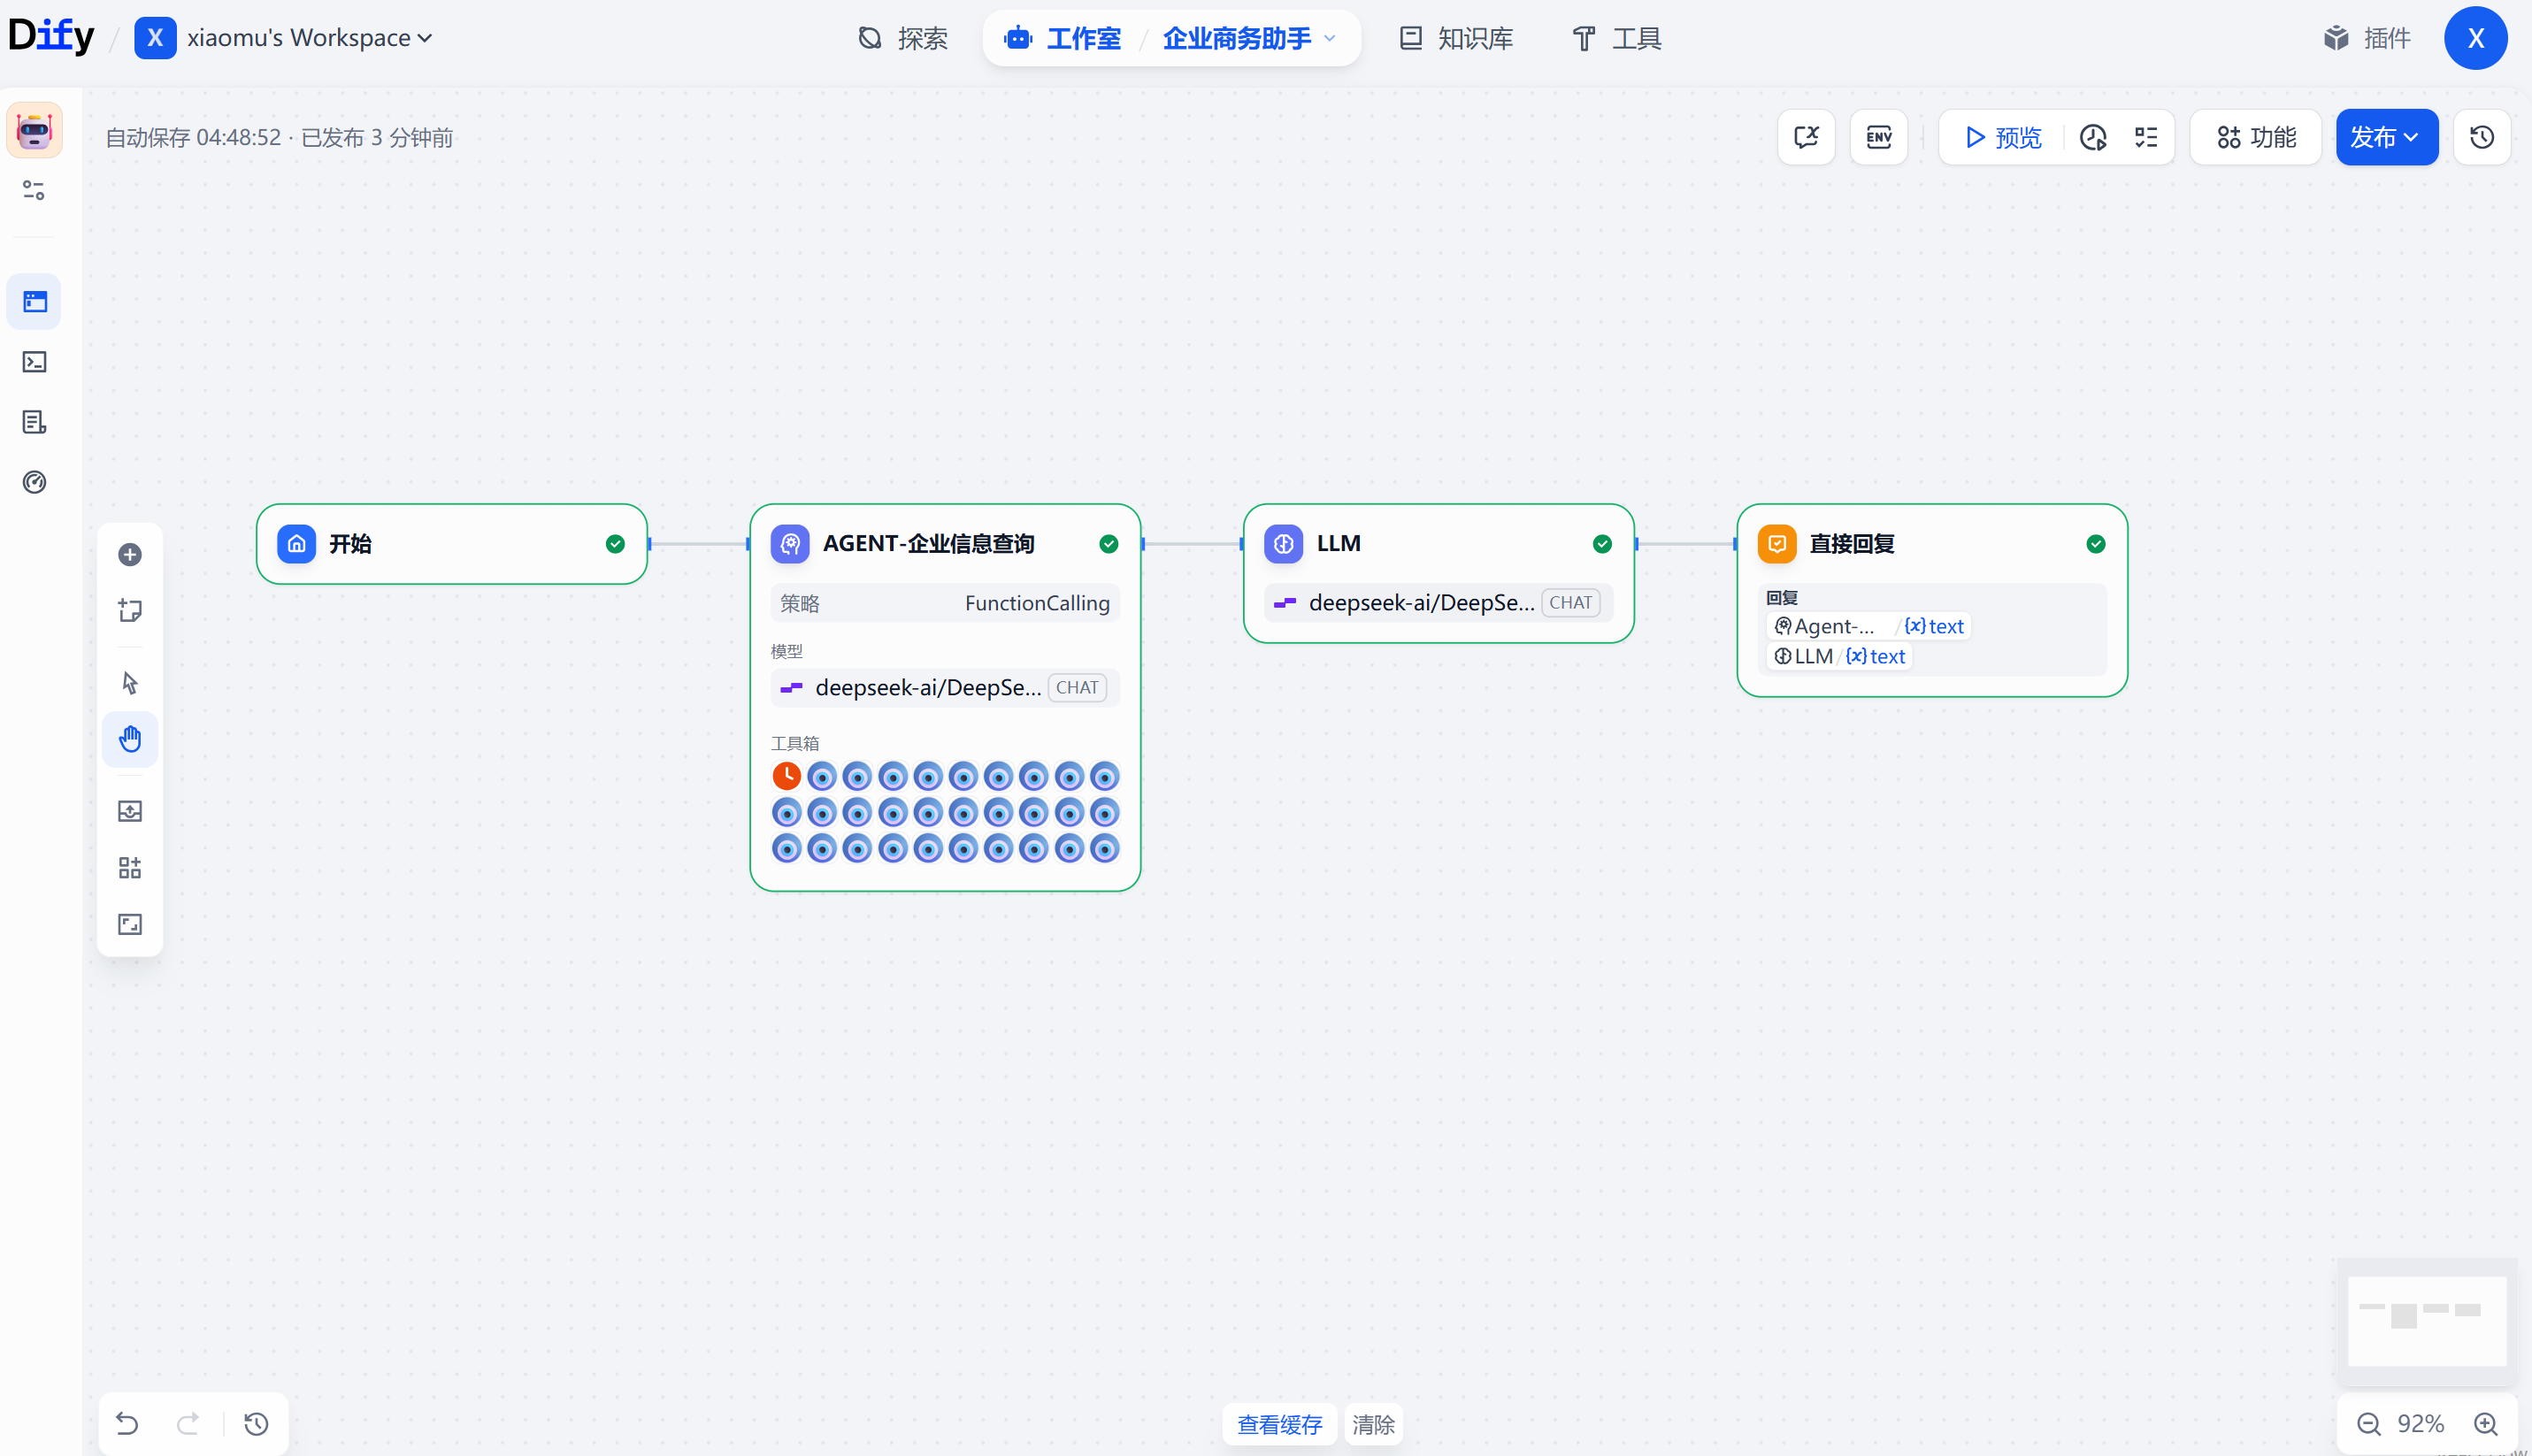 Dify / X xiaomu's Workspace 探索 工作室 / 企业商务助手 知识库 工具 插件 X
自动保存 04:48:52 · 已发布 3 分钟前 ENV 预览 功能 发布
开始
AGENT-企业信息查询
策略 FunctionCalling
模型
deepseek-ai/DeepSe... CHAT
工具箱
LLM
deepseek-ai/DeepSe... CHAT
直接回复
回复
Agent-... / {x} text
LLM / {x} text
查看缓存 清除
92%